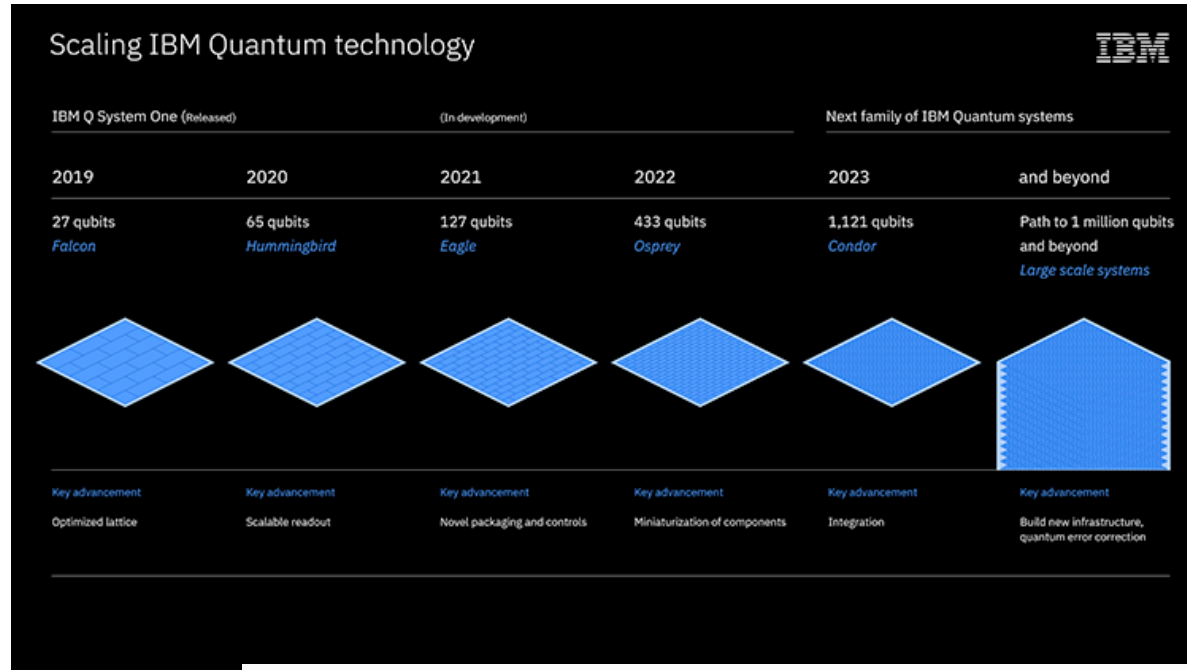 Scaling IBM Quantum technology
IBM
IBM Q System One (Released)
(In development)
Next family of IBM Quantum systems
2019
2020
2021
2022
2023
and beyond
27 qubits
Falcon
65 qubits
Hummingbird
127 qubits
Eagle
433 qubits
Osprey
1,121 qubits
Condor
Path to 1 million qubits
and beyond
Large scale systems
Key advancement
Optimized lattice
Key advancement
Scalable readout
Key advancement
Novel packaging and controls
Key advancement
Miniaturization of components
Key advancement
Integration
Key advancement
Build new infrastructure,
quantum error correction